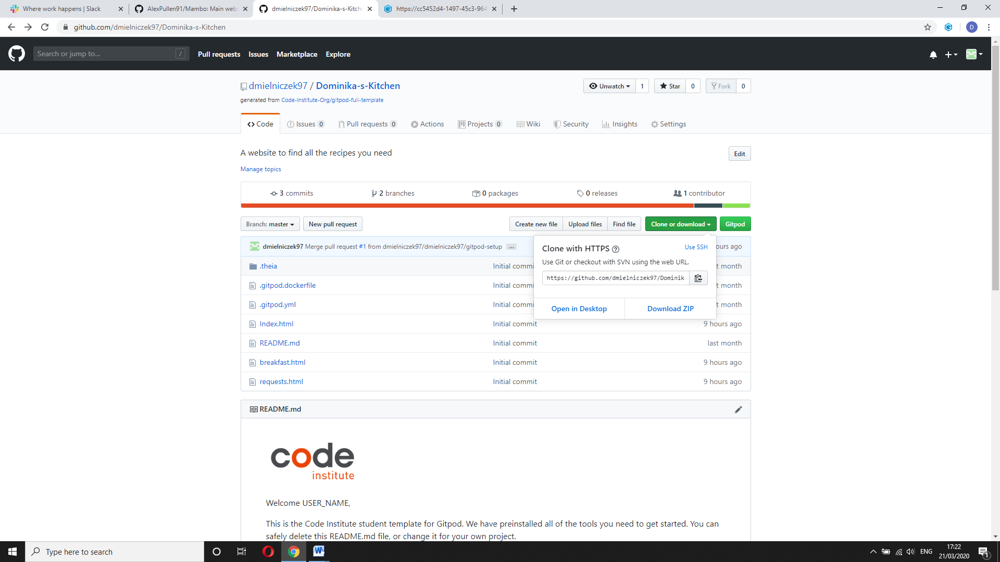 Where work happens | Slack
AlexPullen91/Mambo: Main webs
dmielniczek97/Dominika-s-Kitche
https://cc5452d4-1497-45c3-964
github.com/dmielniczek97/Dominika-s-Kitchen
D
Search or jump to...
/
Pull requests
Issues
Marketplace
Explore
dmielniczek97 / Dominika-s-Kitchen
Unwatch 1
Star 0
Fork 0
generated from Code-Institute-Org/gitpod-full-template
Code
Issues 0
Pull requests 0
Actions
Projects 0
Wiki
Security
Insights
Settings
A website to find all the recipes you need
Edit
Manage topics
3 commits
2 branches
0 packages
0 releases
1 contributor
Branch: master
New pull request
Create new file
Upload files
Find file
Clone or download
Gitpod
dmielniczek97 Merge pull request #1 from dmielniczek97/dmielniczek97/gitpod-setup ...
ours ago
Clone with HTTPS
Use SSH
Use Git or checkout with SVN using the web URL.
https://github.com/dmielniczek97/Dominik
Open in Desktop
Download ZIP
.theia Initial commi t month
.gitpod.dockerfile Initial commi t month
.gitpod.yml Initial commi t month
Index.html Initial commit 9 hours ago
README.md Initial commit last month
breakfast.html Initial commit 9 hours ago
requests.html Initial commit 9 hours ago
README.md
code
institute
Welcome USER_NAME,
This is the Code Institute student template for Gitpod. We have preinstalled all of the tools you need to get started. You can
safely delete this README.md file, or change it for your own project.
Type here to search
W
ENG
17:22
21/03/2020
1